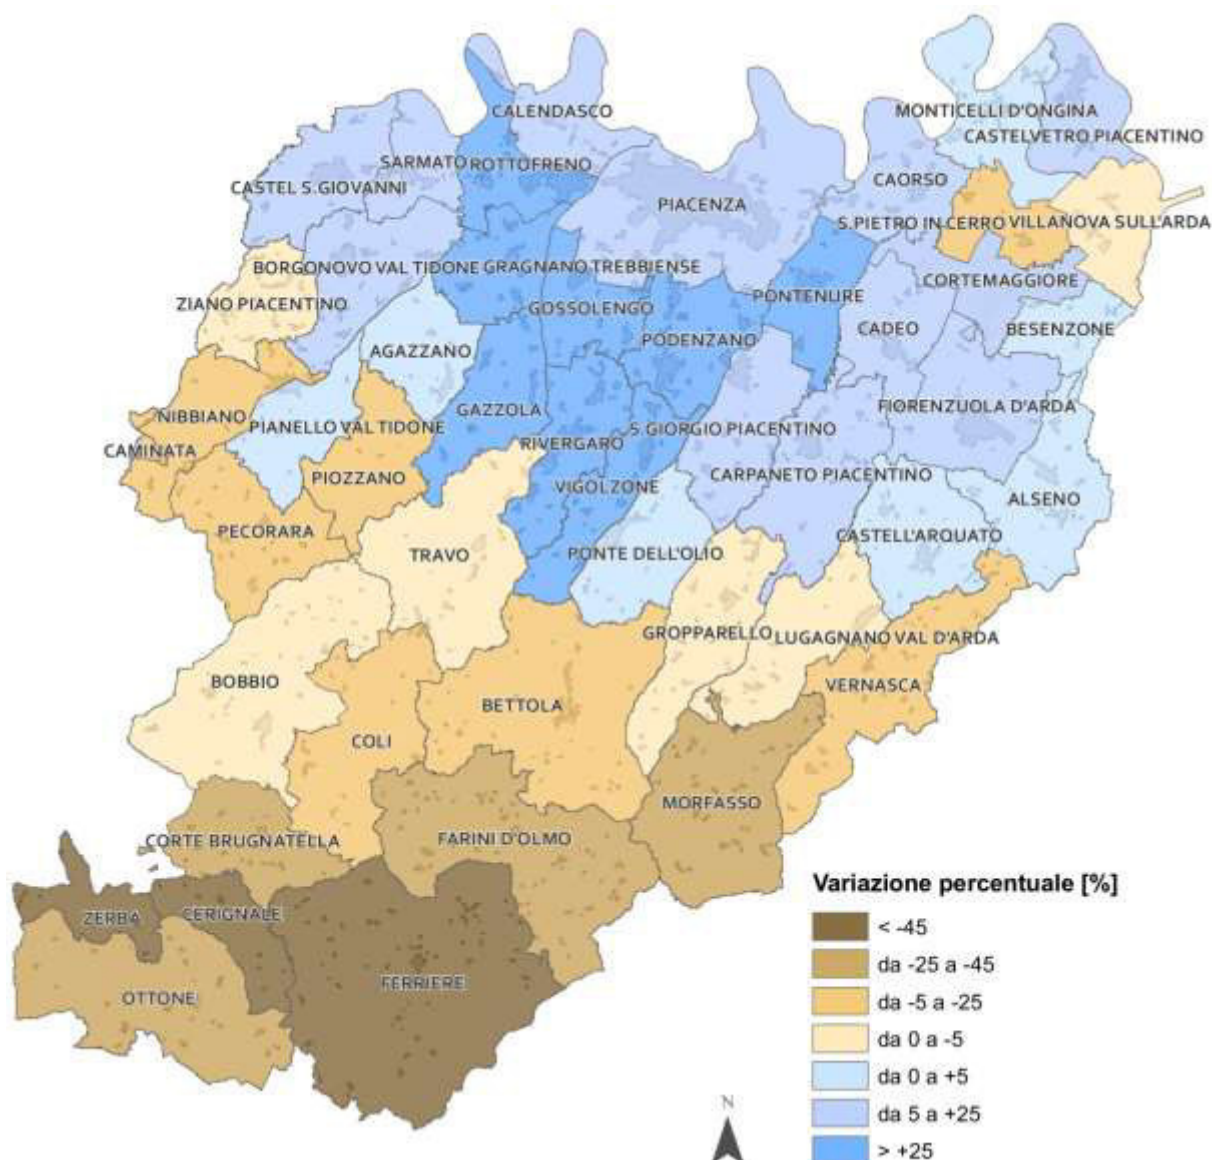 CALENDASCO
MONTICELLI D'ONGINA
CASTELVETRO PIACENTINO
SARMATO
ROTTOFRENO
CASTEL S.GIOVANNI
CAORSO
PIACENZA
S.PIETRO IN CERRO
VILLANOVA SULL'ARDA
BORGONOVO VAL TIDONE
GRAGNANO TREBBIENSE
ZIANO PIACENTINO
GOSSOLENGO
PONTENURE
CORTEMAGGIORE
PODENZANO
CADEO
BESENZONE
AGAZZANO
NIBBIANO
PIANELLO VAL TIDONE
GAZZOLA
RIVERGARO
S.GIORGIO PIACENTINO
FIORENZUOLA D'ARDA
CAMINATA
PIOZZANO
VIGOLZONE
CARPANETO PIACENTINO
ALSENO
PECORARA
TRAVO
PONTE DELL'OLIO
CASTELL'ARQUATO
GROPPARELLO
LUGAGNANO VAL D'ARDA
BOBBIO
BETTOLA
VERNASCA
COLI
MORFASSO
CORTE BRUGNATELLA
FARINI D'OLMO
ZERBA
CERIGNALE
FERRIERE
OTTONE
Variazione percentuale [%]
< -45
da -25 a -45
da -5 a -25
da 0 a -5
da 0 a +5
da 5 a +25
> +25
N